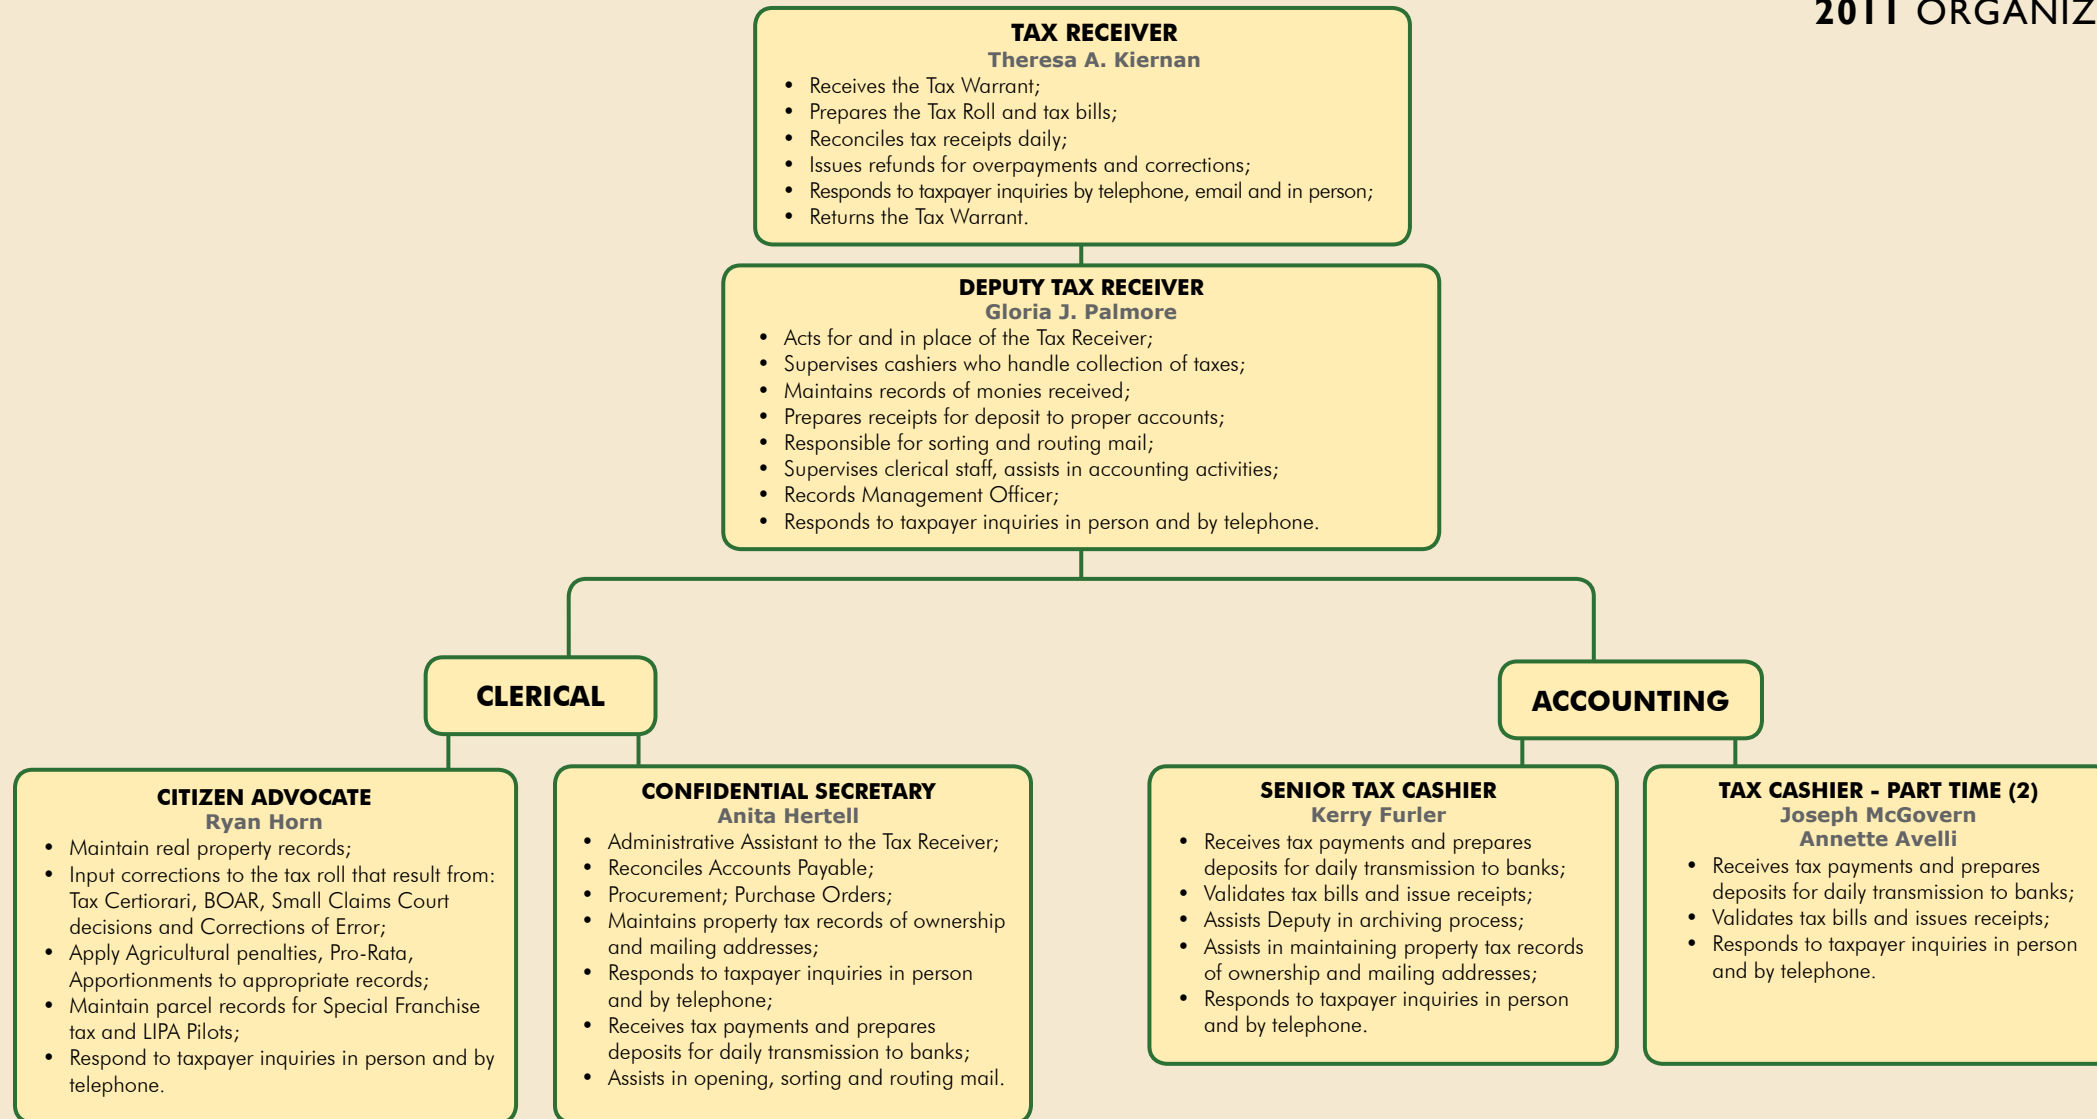 2011 ORGANIZ
TAX RECEIVER
Theresa A. Kiernan
• Receives the Tax Warrant;
• Prepares the Tax Roll and tax bills;
• Reconciles tax receipts daily;
• Issues refunds for overpayments and corrections;
• Responds to taxpayer inquiries by telephone, email and in person;
• Returns the Tax Warrant.
DEPUTY TAX RECEIVER
Gloria J. Palmore
• Acts for and in place of the Tax Receiver;
• Supervises cashiers who handle collection of taxes;
• Maintains records of monies received;
• Prepares receipts for deposit to proper accounts;
• Responsible for sorting and routing mail;
• Supervises clerical staff, assists in accounting activities;
• Records Management Officer;
• Responds to taxpayer inquiries in person and by telephone.
CLERICAL
ACCOUNTING
CITIZEN ADVOCATE
Ryan Horn
• Maintain real property records;
• Input corrections to the tax roll that result from:
Tax Certiorari, BOAR, Small Claims Court
decisions and Corrections of Error;
• Apply Agricultural penalties, Pro-Rata,
Apportionments to appropriate records;
• Maintain parcel records for Special Franchise
tax and LIPA Pilots;
• Respond to taxpayer inquiries in person and by
telephone.
CONFIDENTIAL SECRETARY
Anita Hertell
• Administrative Assistant to the Tax Receiver;
• Reconciles Accounts Payable;
• Procurement; Purchase Orders;
• Maintains property tax records of ownership
and mailing addresses;
• Responds to taxpayer inquiries in person
and by telephone;
• Receives tax payments and prepares
deposits for daily transmission to banks;
• Assists in opening, sorting and routing mail.
SENIOR TAX CASHIER
Kerry Furler
• Receives tax payments and prepares
deposits for daily transmission to banks;
• Validates tax bills and issue receipts;
• Assists Deputy in archiving process;
• Assists in maintaining property tax records
of ownership and mailing addresses;
• Responds to taxpayer inquiries in person
and by telephone.
TAX CASHIER - PART TIME (2)
Joseph McGovern
Annette Avelli
• Receives tax payments and prepares
deposits for daily transmission to banks;
• Validates tax bills and issues receipts;
• Responds to taxpayer inquiries in person
and by telephone.